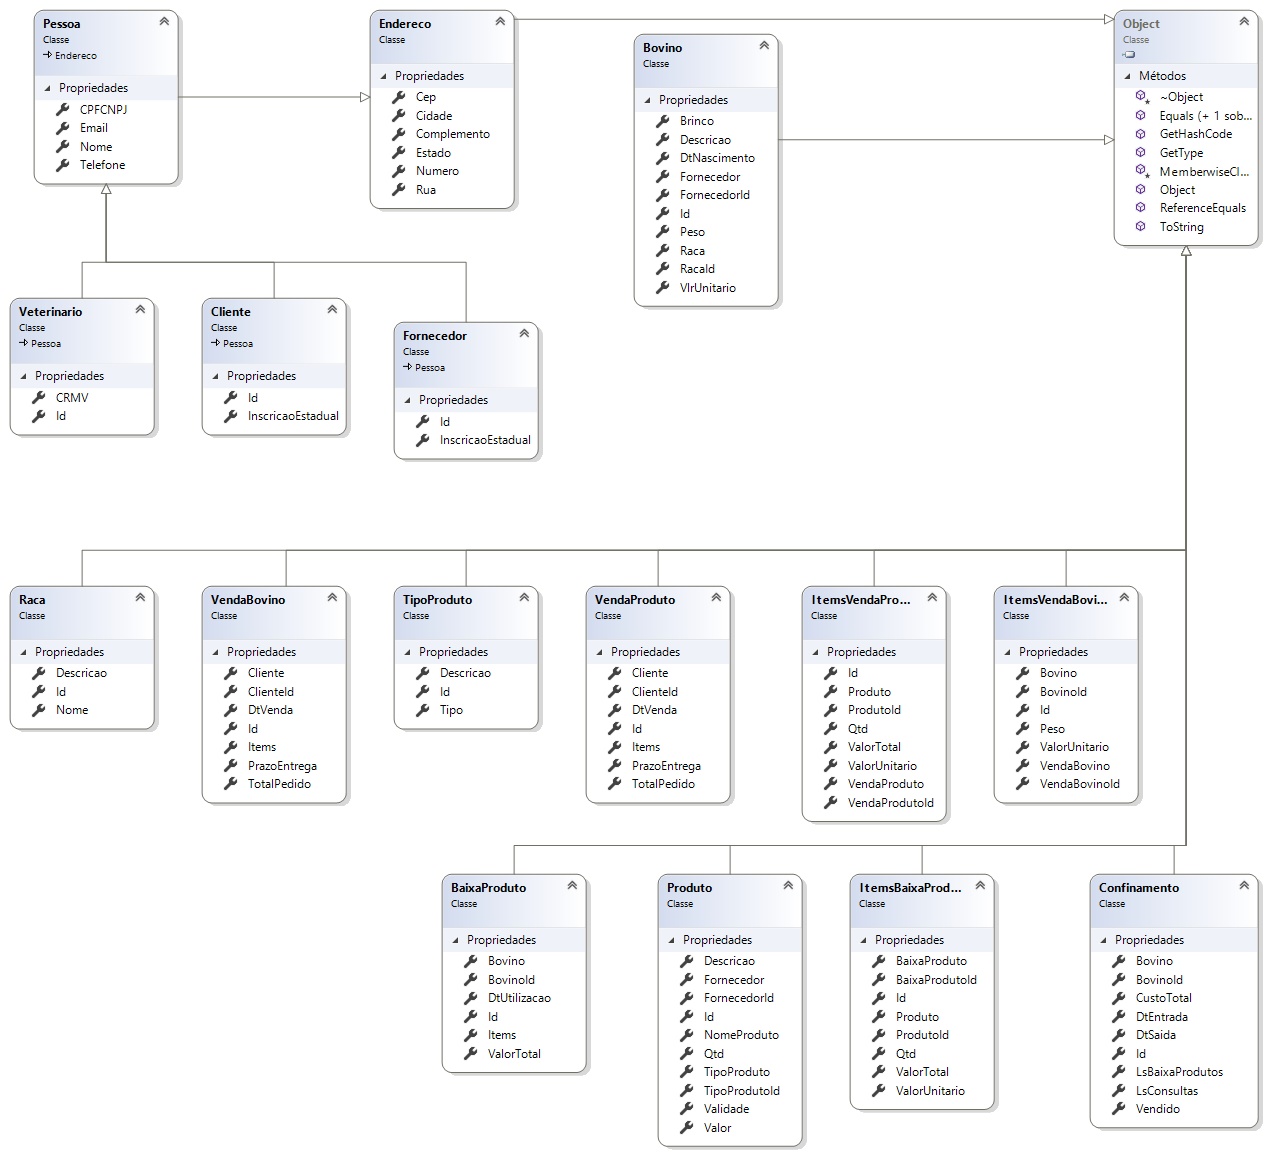 Pessoa
Classe
Endereco
Propriedades
CPFCNPJ
Email
Nome
Telefone
Endereco
Classe
Propriedades
Cep
Cidade
Complemento
Estado
Numero
Rua
Bovino
Classe
Propriedades
Brinco
Descricao
DtNascimento
Fornecedor
FornecedorId
Id
Peso
Raca
RacaId
VlrUnitario
Object
Classe
Métodos
~Object
Equals (+ 1 sob...
GetHashCode
GetType
MemberwiseCl...
Object
ReferenceEquals
ToString
Veterinario
Classe
Pessoa
Propriedades
CRMV
Id
Cliente
Classe
Pessoa
Propriedades
Id
InscricaoEstadual
Fornecedor
Classe
Pessoa
Propriedades
Id
InscricaoEstadual
Raca
Classe
Propriedades
Descricao
Id
Nome
VendaBovino
Classe
Propriedades
Cliente
ClienteId
DtVenda
Id
Items
PrazoEntrega
TotalPedido
TipoProduto
Classe
Propriedades
Descricao
Id
Tipo
VendaProduto
Classe
Propriedades
Cliente
ClienteId
DtVenda
Id
Items
PrazoEntrega
TotalPedido
ItemsVendaPro...
Classe
Propriedades
Id
Produto
ProdutoId
Qtd
ValorTotal
ValorUnitario
VendaProduto
VendaProdutoId
ItemsVendaBovi...
Classe
Propriedades
Bovino
BovinoId
Id
Peso
ValorUnitario
VendaBovino
VendaBovinoId
BaixaProduto
Classe
Propriedades
Bovino
BovinoId
DtUtilizacao
Id
Items
ValorTotal
Produto
Classe
Propriedades
Descricao
Fornecedor
FornecedorId
Id
NomeProduto
Qtd
TipoProduto
TipoProdutoId
Validade
Valor
ItemsBaixaProd...
Classe
Propriedades
BaixaProduto
BaixaProdutoId
Id
Produto
ProdutoId
Qtd
ValorTotal
ValorUnitario
Confinamento
Classe
Propriedades
Bovino
BovinoId
CustoTotal
DtEntrada
DtSaida
Id
LsBaixaProdutos
LsConsultas
Vendido